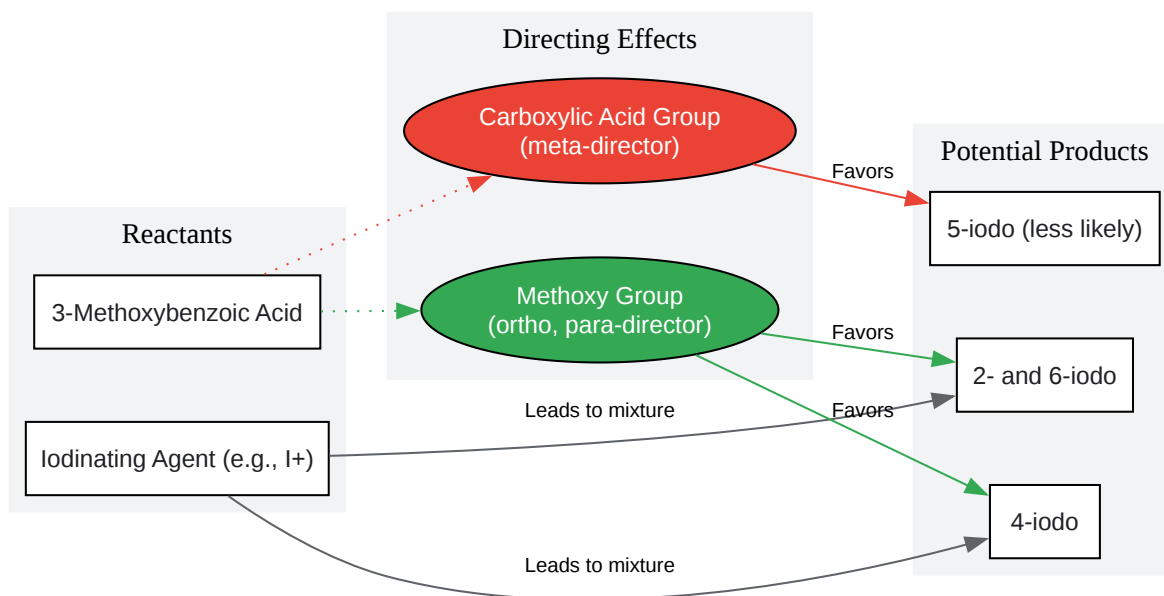 Directing Effects
Carboxylic Acid Group
(meta-director)
Potential Products
Favors
5-iodo (less likely)
Reactants
3-Methoxybenzoic Acid
Methoxy Group
(ortho, para-director)
Favors
2- and 6-iodo
Leads to mixture
Favors
Iodinating Agent (e.g., I+)
4-iodo
Leads to mixture